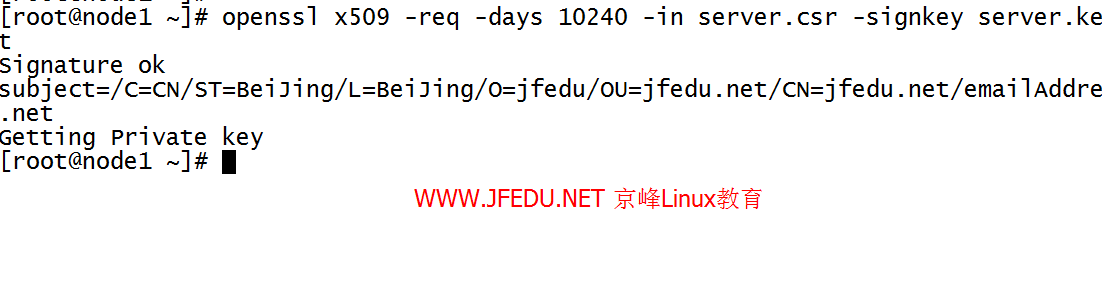 [root@node1 ~]# openssl x509 -req -days 10240 -in server.csr -signkey server.ke
t
Signature ok
subject=/C=CN/ST=BeiJing/L=BeiJing/O=jfedu/OU=jfedu.net/CN=jfedu.net/emailAddre
.net
Getting Private key
[root@node1 ~]#
WWW.JFEDU.NET 京峰Linux教育